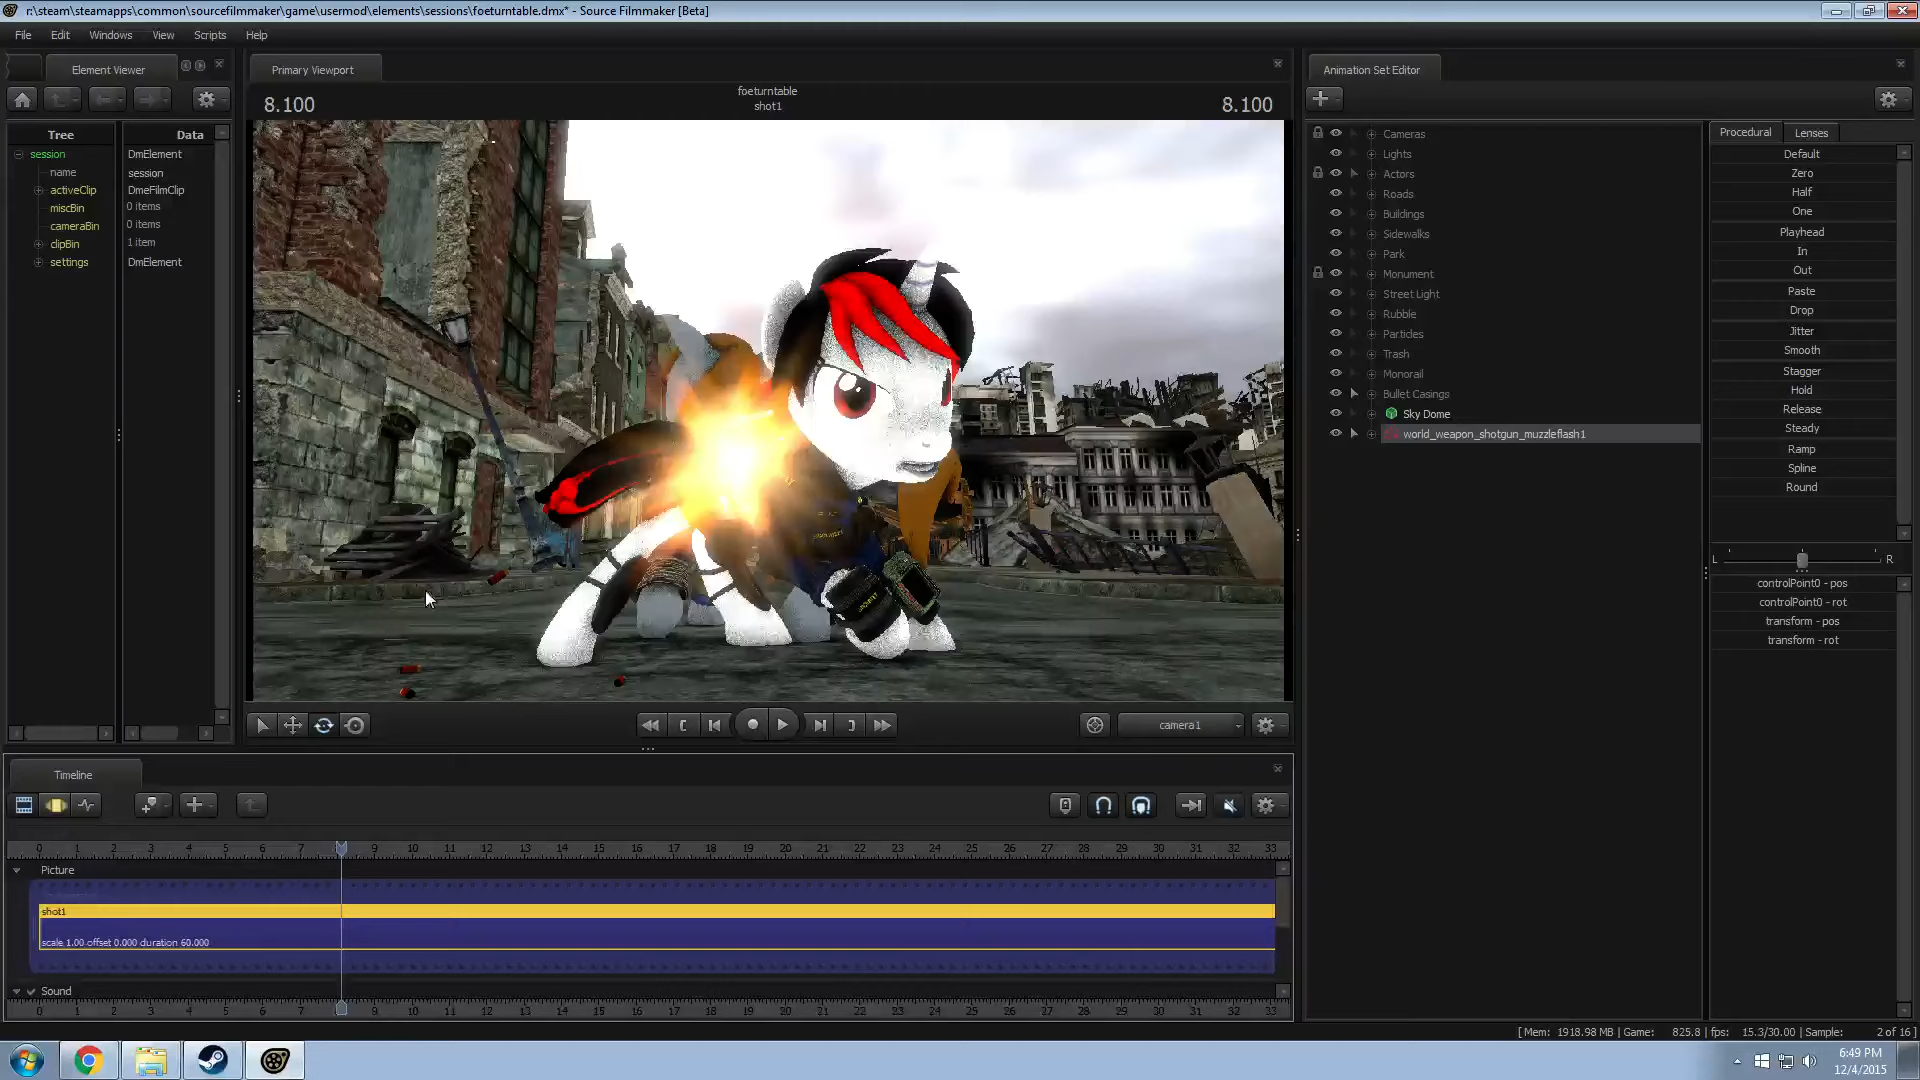 r:\steam\steamapps\common\sourcefilmmaker\game\usermod\elements\sessions\foeturntable.dmx* - Source Filmmaker [Beta]
File Edit Windows View Scripts Help
Element Viewer
Tree Data
session DmElement
name session
activeClip DmeFilmClip
miscBin 0 items
cameraBin 0 items
clipBin 1 item
settings DmElement
Primary Viewport
8.100 foeturntable 8.100
shot1
camera1
Animation Set Editor
Cameras
Lights
Actors
Roads
Buildings
Sidewalks
Park
Monument
Street Light
Rubble
Particles
Trash
Monorail
Bullet Casings
Sky Dome
world_weapon_shotgun_muzzleflash1
Procedural Lenses
Default
Zero
Half
One
Playhead
In
Out
Paste
Drop
Jitter
Smooth
Stagger
Hold
Release
Steady
Ramp
Spline
Round
L R
controlPoint0 - pos
controlPoint0 - rot
transform - pos
transform - rot
Timeline
0 1 2 3 4 5 6 7 9 10 11 12 13 14 15 16 17 18 19 20 21 22 23 24 25 26 27 28 29 30 31 32 33
Picture
shot1
scale 1.00 offset 0.000 duration 60.000
Sound
0 1 2 3 4 5 6 7 9 10 11 12 13 14 15 16 17 18 19 20 21 22 23 24 25 26 27 28 29 30 31 32 33
[ Mem: 1918.98 MB | Game: 825.8 | fps: 15.3/30.00 | Sample: 2 of 16 ]
6:49 PM
12/4/2015